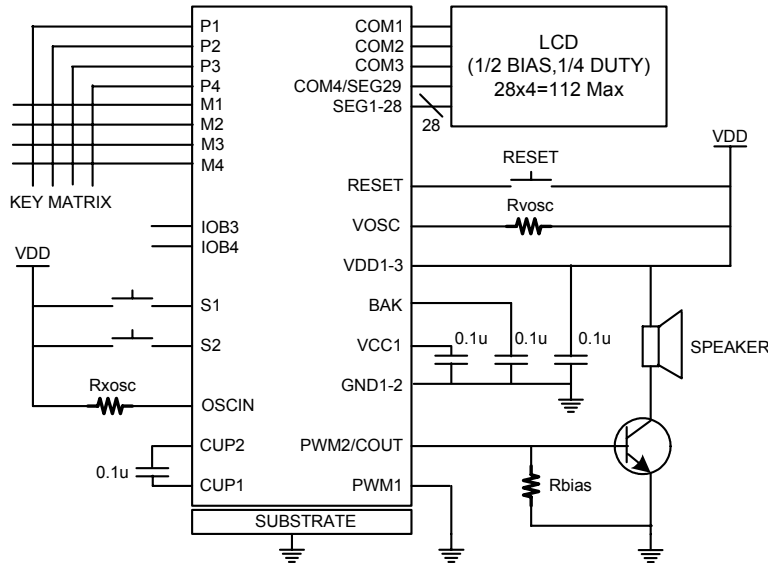 P1
P2
P3
P4
M1
M2
M3
M4
KEY MATRIX
IOB3
IOB4
VDD
S1
S2
Rxosc
OSCIN
CUP2
0.1u
CUP1
COM1
COM2
COM3
COM4/SEG29
SEG1-28
28
LCD
(1/2 BIAS,1/4 DUTY)
28x4=112 Max
VDD
RESET
RESET
Rvosc
VOSC
VDD1-3
BAK
VCC1
0.1u
0.1u
0.1u
SPEAKER
GND1-2
PWM2/COUT
Rbias
PWM1
SUBSTRATE